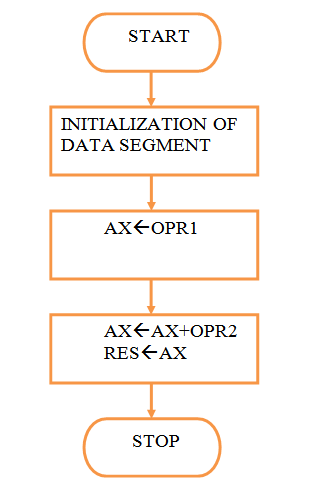 START
INITIALIZATION OF
DATA SEGMENT
AX←OPR1
AX←AX+OPR2
RES←AX
STOP